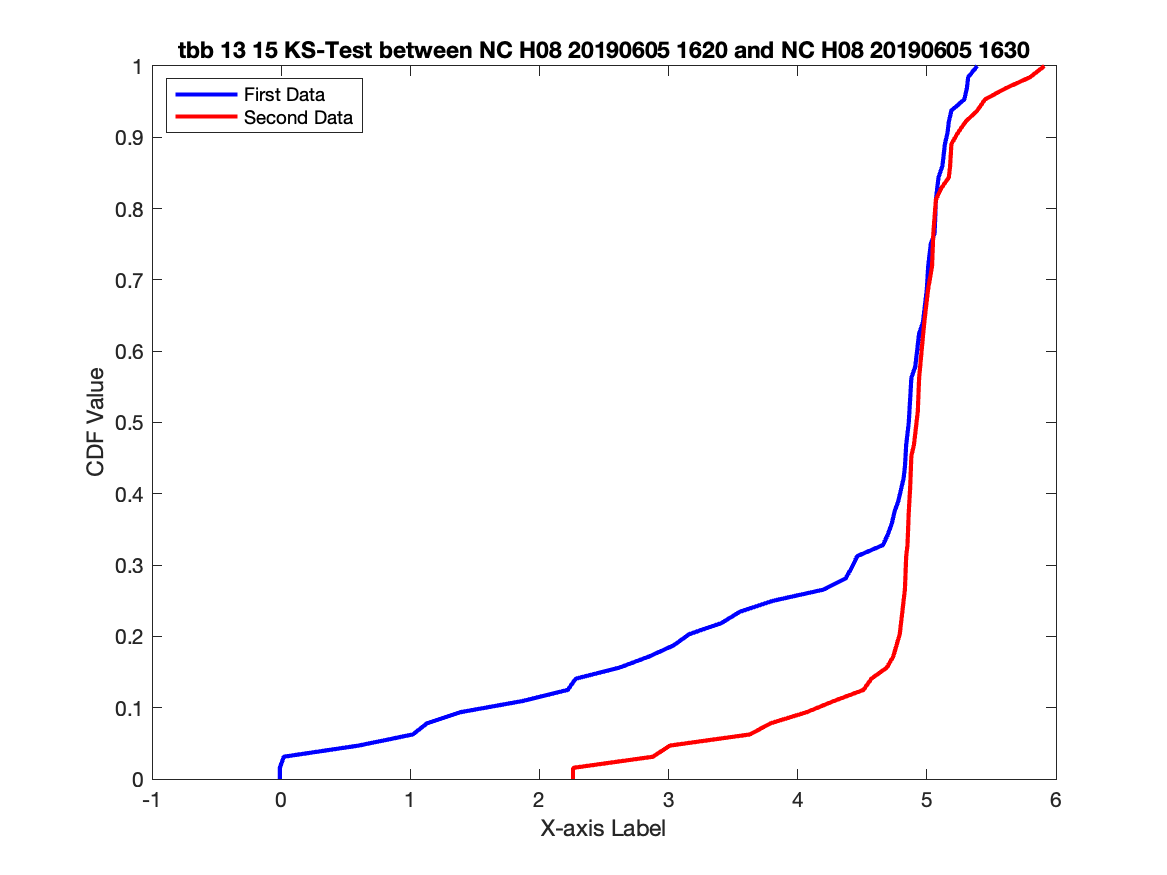 tbb 13 15 KS-Test between NC H08 20190605 1620 and NC H08 20190605 1630
First Data
Second Data
1
0.9
0.8
0.7
0.6
0.5
0.4
0.3
0.2
0.1
0
CDF Value
-1 0 1 2 3 4 5 6
X-axis Label